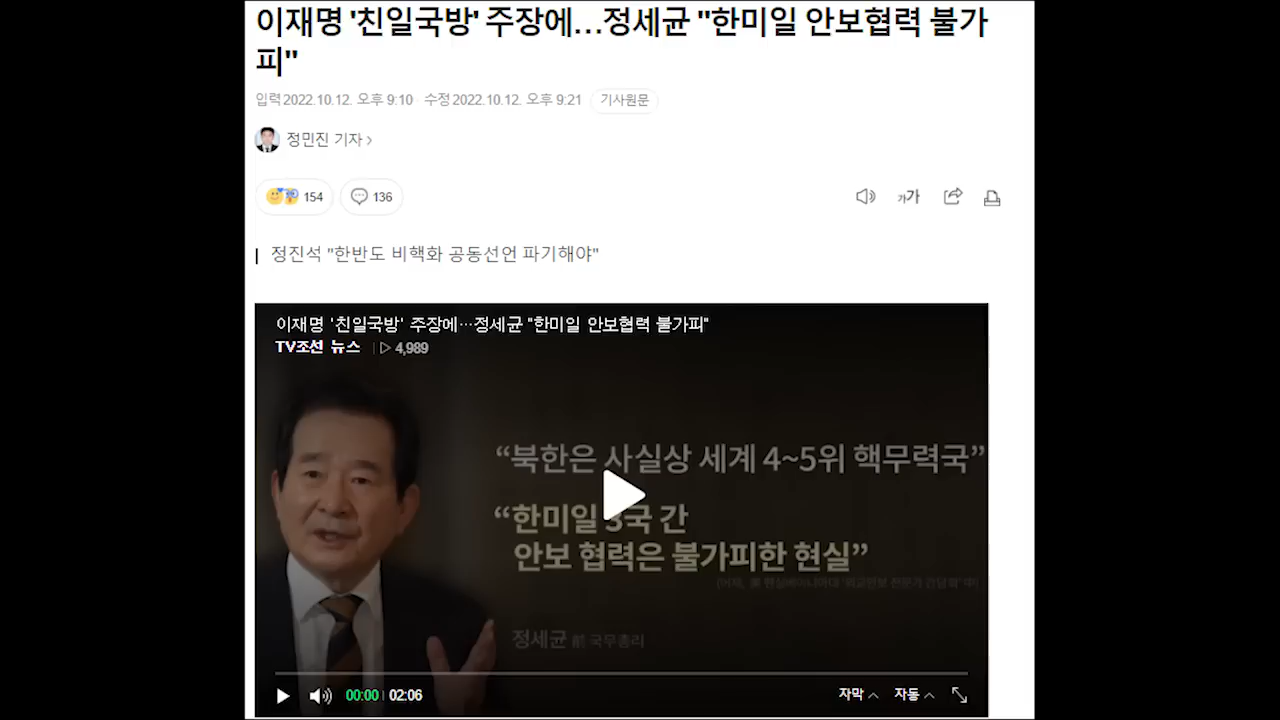 이재명 '친일국방' 주장에…정세균 "한미일 안보협력 불가
피"
입력 2022.10.12. 오후 9:10 수정 2022.10.12. 오후 9:21 기사원문
정민진 기자
154 136
가가
정진석 "한반도 비핵화 공동선언 파기해야"
이재명 '친일국방' 주장에…정세균 "한미일 안보협력 불가피"
TV조선 뉴스 4,989
“북한은 사실상 세계 4~5위 핵무력국”
“한미일 3국 간
안보 협력은 불가피한 현실”
정세균 前 국무총리
00:00 02:06 자막 자동